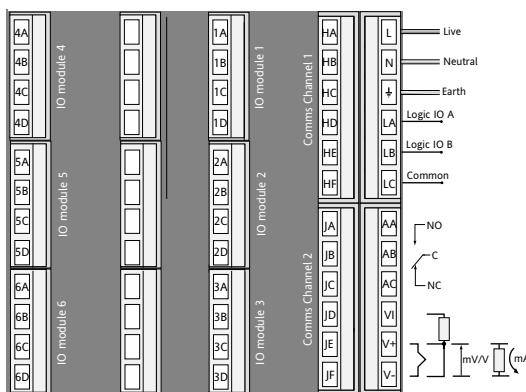 4A
4B
4C
4D
IO module 4
5A
5B
5C
5D
IO module 5
6A
6B
6C
6D
IO module 6
1A
1B
1C
1D
IO module 1
2A
2B
2C
2D
IO module 2
3A
3B
3C
3D
IO module 3
Comms Channel 1
HA
HB
HC
HD
HE
HF
Comms Channel 2
JA
JB
JC
JD
JE
JF
L Live
N Neutral
Earth
LA Logic IO A
LB Logic IO B
LC Common
AA NO
AB C
AC NC
VI
V+
V-
mV/V
mA